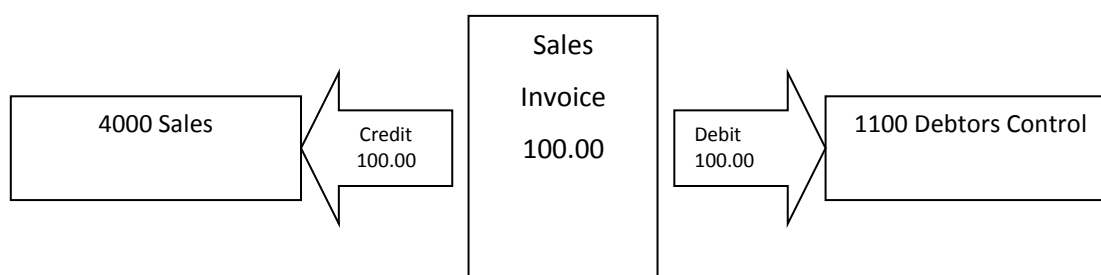 4000 Sales
Credit
100.00
Sales
Invoice
100.00
Debit
100.00
1100 Debtors Control